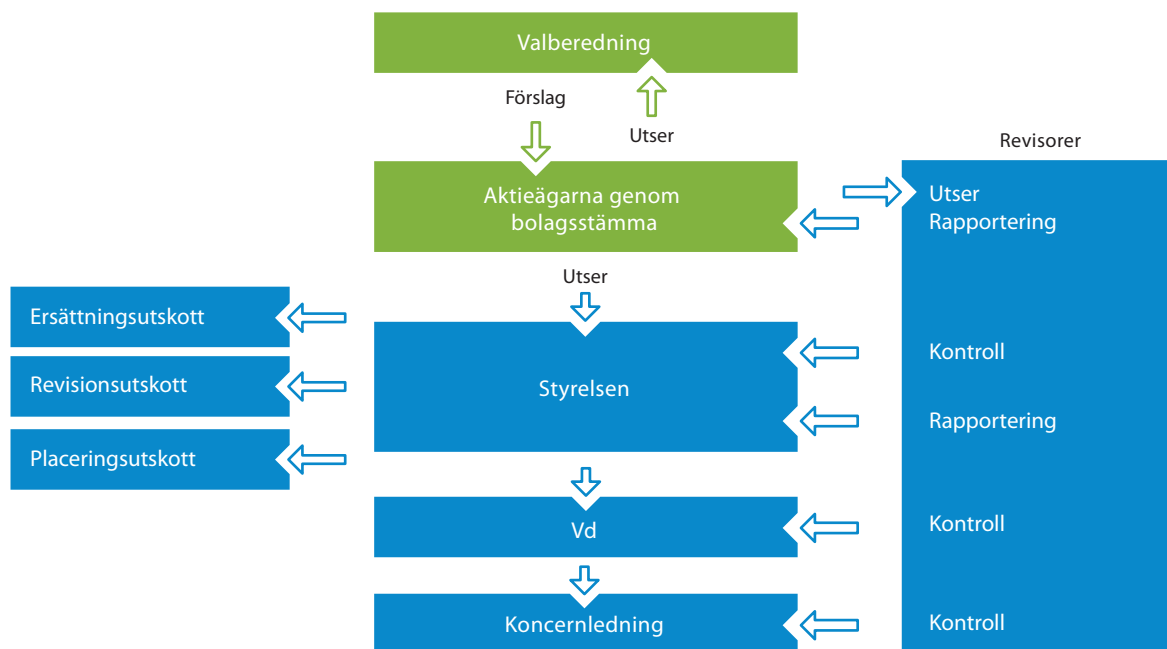 Valberedning
Förslag
Utser
Aktieägarna genom
bolagsstämma
Utser
Ersättningsutskott
Revisionsutskott
Placeringsutskott
Styrelsen
Vd
Koncernledning
Revisorer
Utser
Rapportering
Kontroll
Rapportering
Kontroll
Kontroll